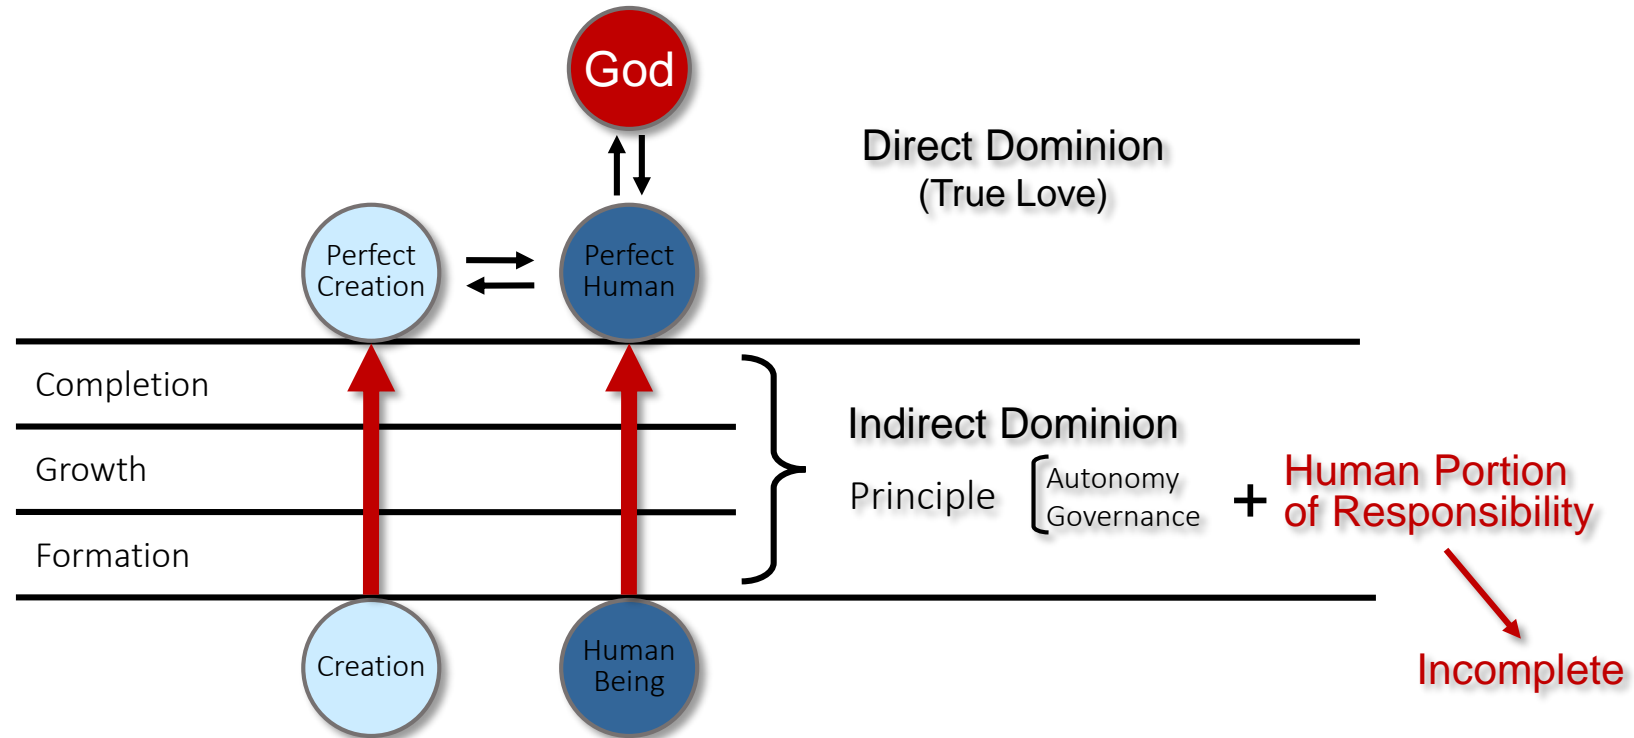 God
Direct Dominion
(True Love)
Perfect
Creation
Perfect
Human
Completion
Growth
Formation
Indirect Dominion
Principle
Autonomy
Governance
+
Human Portion
of Responsibility
Incomplete
Creation
Human
Being